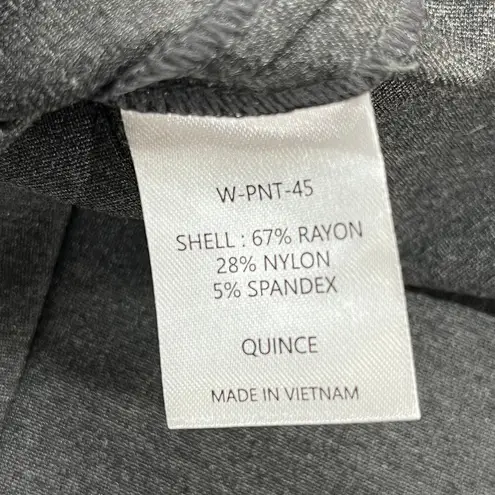 W-PNT-45
SHELL : 67% RAYON
28% NYLON
5% SPANDEX
QUINCE
MADE IN VIETNAM